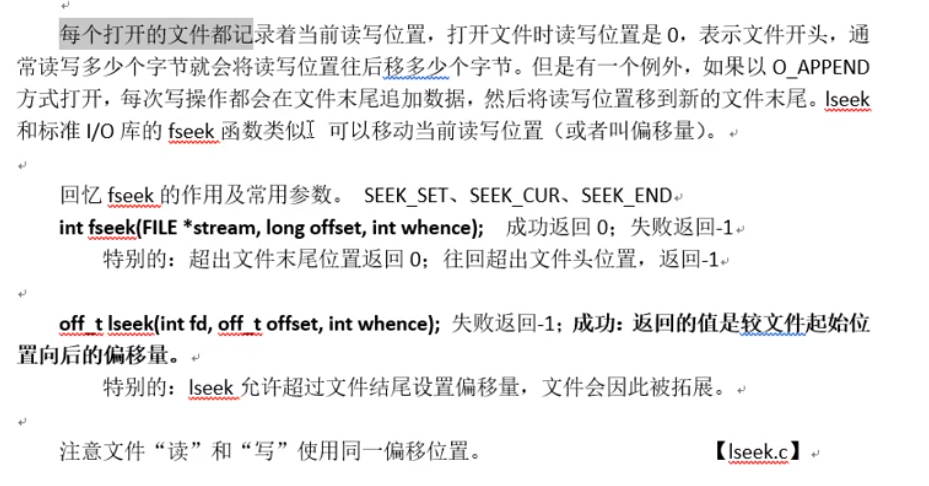 每个打开的文件都记录着当前读写位置，打开文件时读写位置是 0，表示文件开头，通
常读写多少个字节就会将读写位置往后移多少个字节。但是有一个例外，如果以 O_APPEND
方式打开，每次写操作都会在文件末尾追加数据，然后将读写位置移到新的文件末尾。lseek
和标准 I/O 库的 fseek 函数类似 可以移动当前读写位置（或者叫偏移量）。
回忆 fseek 的作用及常用参数。 SEEK_SET、SEEK_CUR、SEEK_END
int fseek(FILE *stream, long offset, int whence); 成功返回 0；失败返回-1
特别的：超出文件末尾位置返回 0；往回超出文件头位置，返回-1
off_t lseek(int fd, off_t offset, int whence); 失败返回-1；成功：返回的值是较文件起始位
置向后的偏移量。
特别的：lseek 允许超过文件结尾设置偏移量，文件会因此被拓展。
注意文件“读”和“写”使用同一偏移位置。 【lseek.c】